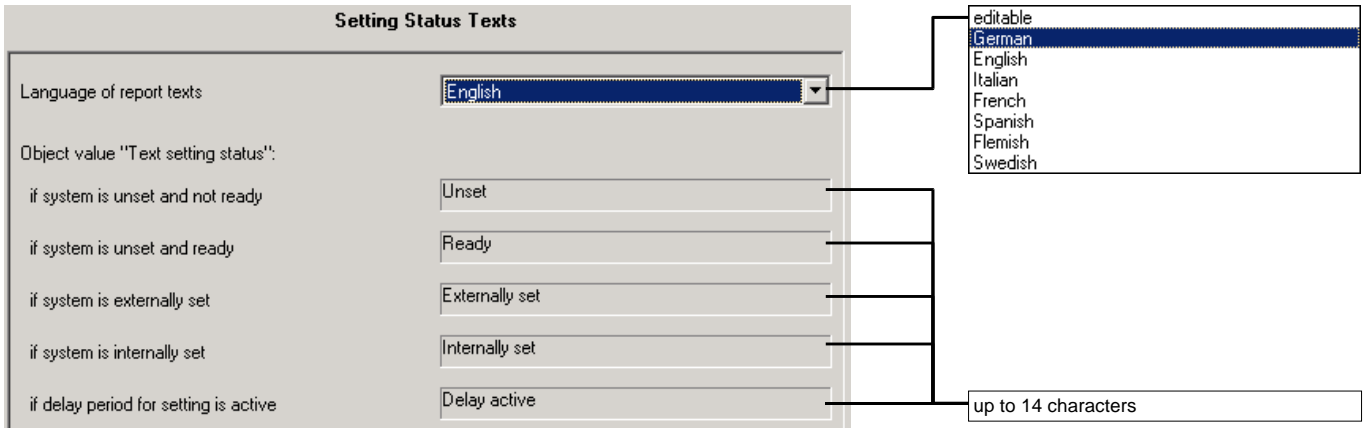 Setting Status Texts
Language of report texts
English
Object value "Text setting status":
if system is unset and not ready
Unset
if system is unset and ready
Ready
if system is externally set
Externally set
if system is internally set
Internally set
if delay period for setting is active
Delay active
editable
German
English
Italian
French
Spanish
Flemish
Swedish
up to 14 characters